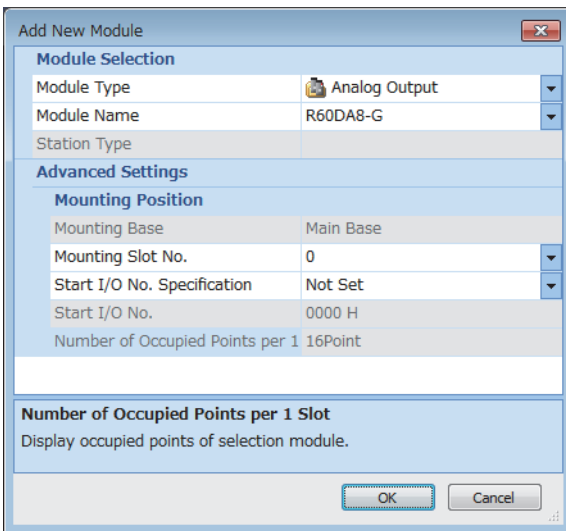 Add New Module
Module Selection
Module Type Analog Output
Module Name R60DA8-G
Station Type
Advanced Settings
Mounting Position
Mounting Base Main Base
Mounting Slot No. 0
Start I/O No. Specification Not Set
Start I/O No. 0000 H
Number of Occupied Points per 1 16Point
Number of Occupied Points per 1 Slot
Display occupied points of selection module.
OK Cancel